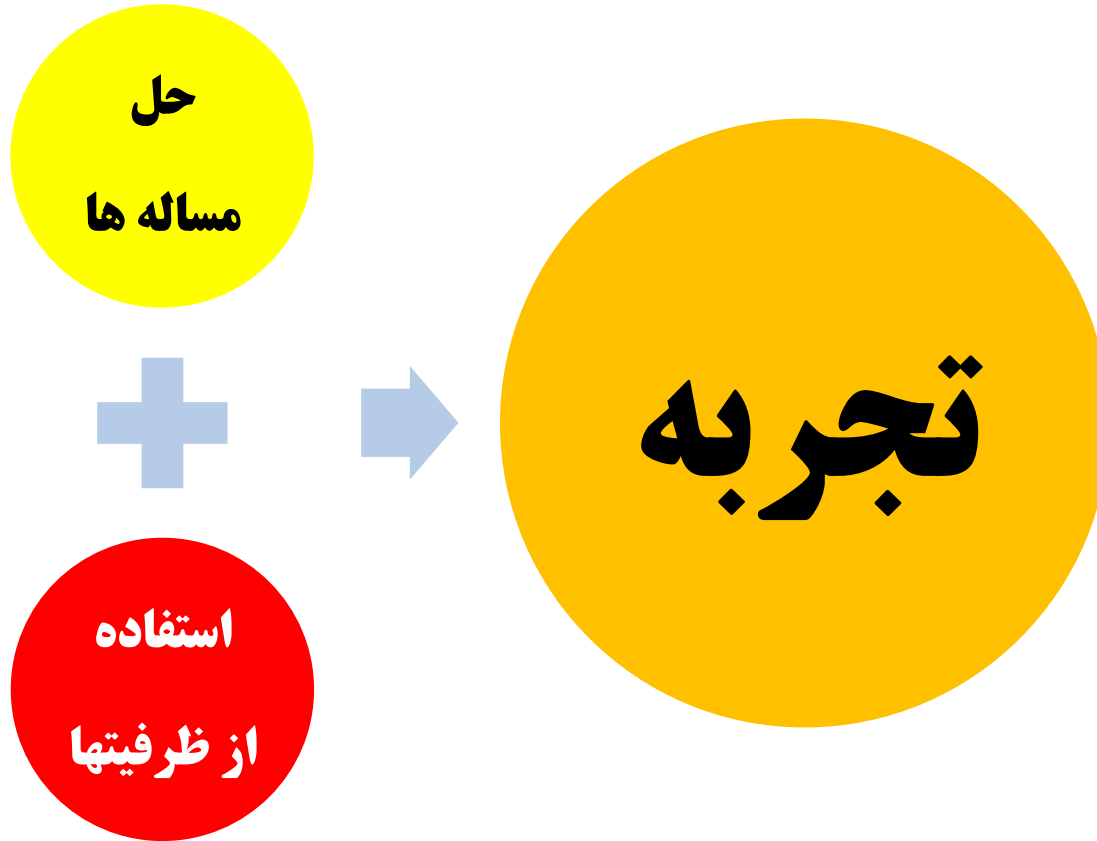 حل
مساله ها
استفاده
از ظرفیتها
تجربه